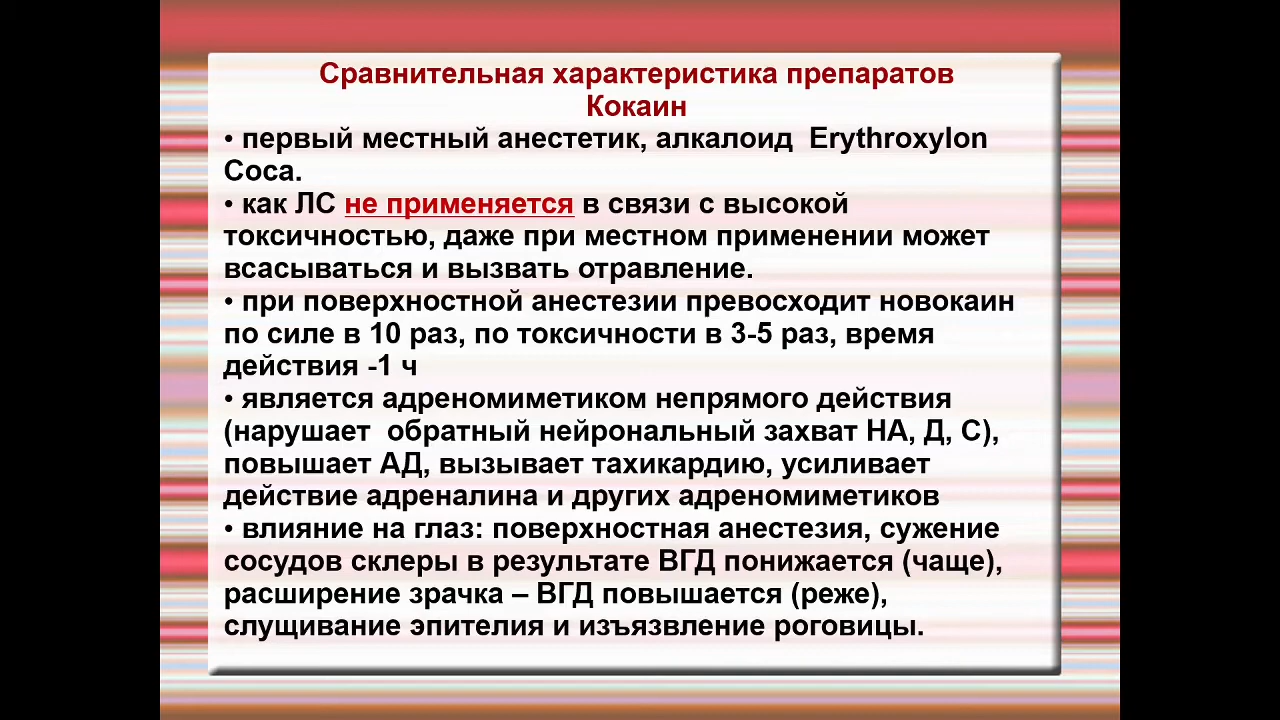 Сравнительная характеристика препаратов
Кокаин
• первый местный анестетик, алкалоид Erythroxylon
Coca.
• как ЛС не применяется в связи с высокой
токсичностью, даже при местном применении может
всасываться и вызвать отравление.
• при поверхностной анестезии превосходит новокаин
по силе в 10 раз, по токсичности в 3-5 раз, время
действия -1 ч
• является адреномиметиком непрямого действия
(нарушает обратный нейрональный захват НА, Д, С),
повышает АД, вызывает тахикардию, усиливает
действие адреналина и других адреномиметиков
• влияние на глаз: поверхностная анестезия, сужение
сосудов склеры в результате ВГД понижается (чаще),
расширение зрачка – ВГД повышается (реже),
слущивание эпителия и изъязвление роговицы.